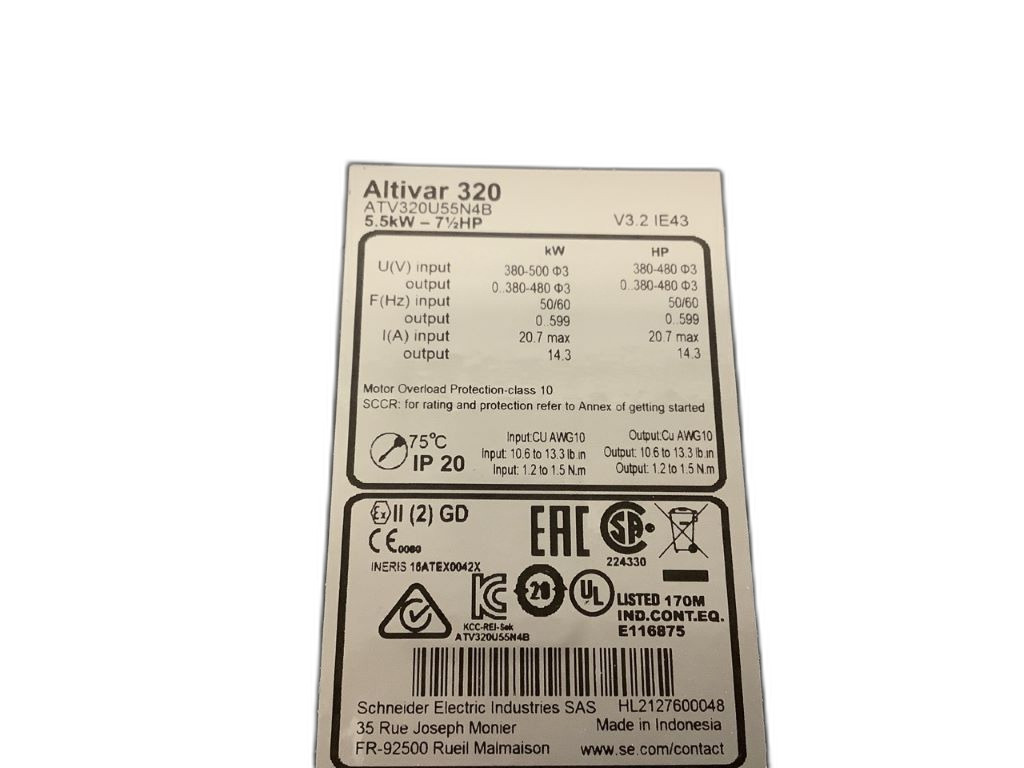 Altivar 320
ATV320U55N4B
5.5kW – 7½HP V3.2 IE43
kW HP
U(V) input 380-500 Φ3 380-480 Φ3
output 0..380-480 Φ3 0..380-480 Φ3
F(Hz) input 50/60 50/60
output 0..599 0..599
I(A) input 20.7 max 20.7 max
output 14.3 14.3
Motor Overload Protection-class 10
SCCR: for rating and protection refer to Annex of getting started
75°C Input:CU AWG10 Output:Cu AWG10
IP 20 Input: 10.6 to 13.3 lb.in Output: 10.6 to 13.3 lb.in
Input: 1.2 to 1.5 N.m Output: 1.2 to 1.5 N.m
Ex II (2) GD EAC SA
CE 0080 224330
INERIS 16ATEX0042X
KC 20 UL LISTED 170M
IND.CONT.EQ.
KCC-REI-Sek E116875
ATV320U55N4B
Schneider Electric Industries SAS HL2127600048
35 Rue Joseph Monier Made in Indonesia
FR-92500 Rueil Malmaison www.se.com/contact